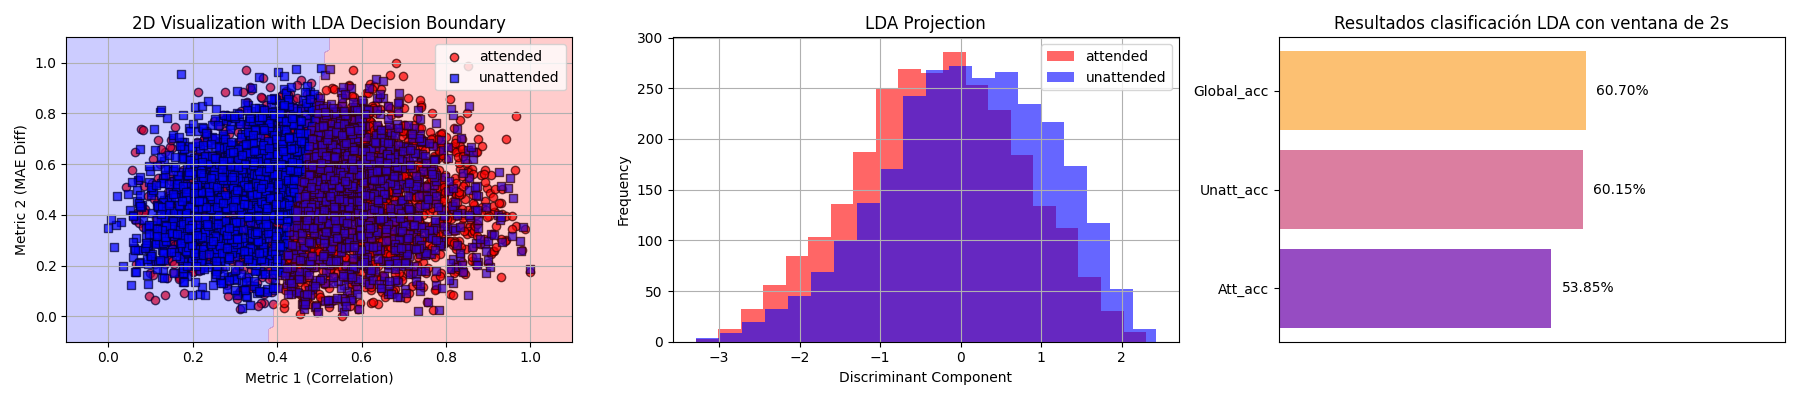 2D Visualization with LDA Decision Boundary
attended
unattended
1.0
0.8
0.6
0.4
0.2
0.0
Metric 2 (MAE Diff)
0.0 0.2 0.4 0.6 0.8 1.0
Metric 1 (Correlation)
LDA Projection
attended
unattended
300
250
200
150
100
50
0
Frequency
−3 −2 −1 0 1 2
Discriminant Component
Resultados clasificación LDA con ventana de 2s
Global_acc 60.70%
Unatt_acc 60.15%
Att_acc 53.85%